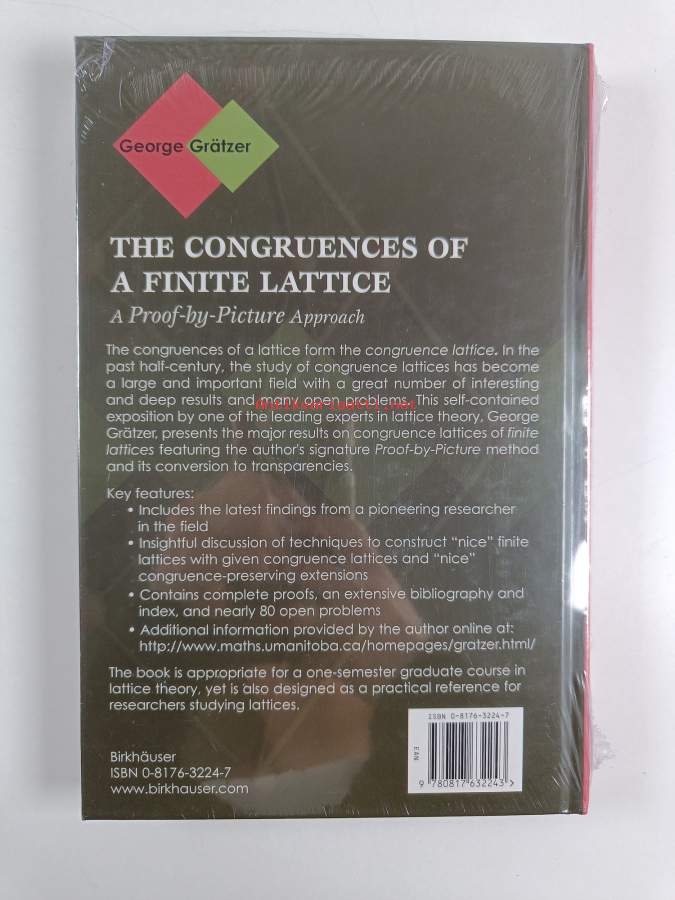 George Grätzer
THE CONGRUENCES OF
A FINITE LATTICE
A Proof-by-Picture Approach
The congruences of a lattice form the congruence lattice. In the
past half-century, the study of congruence lattices has become
a large and important field with a great number of interesting
and deep results and many open problems. This self-contained
exposition by one of the leading experts in lattice theory, George
Grätzer, presents the major results on congruence lattices of finite
lattices featuring the author's signature Proof-by-Picture method
and its conversion to transparencies.
Key features:
• Includes the latest findings from a pioneering researcher
in the field
• Insightful discussion of techniques to construct “nice” finite
lattices with given congruence lattices and “nice”
congruence-preserving extensions
• Contains complete proofs, an extensive bibliography and
index, and nearly 80 open problems
• Additional information provided by the author online at:
http://www.maths.umanitoba.ca/homepages/gratzer.html/
The book is appropriate for a one-semester graduate course in
lattice theory, yet is also designed as a practical reference for
researchers studying lattices.
Birkhäuser
ISBN 0-8176-3224-7
www.birkhauser.com
ISBN 0-8176-3224-7
EAN
9 780817 632243 >